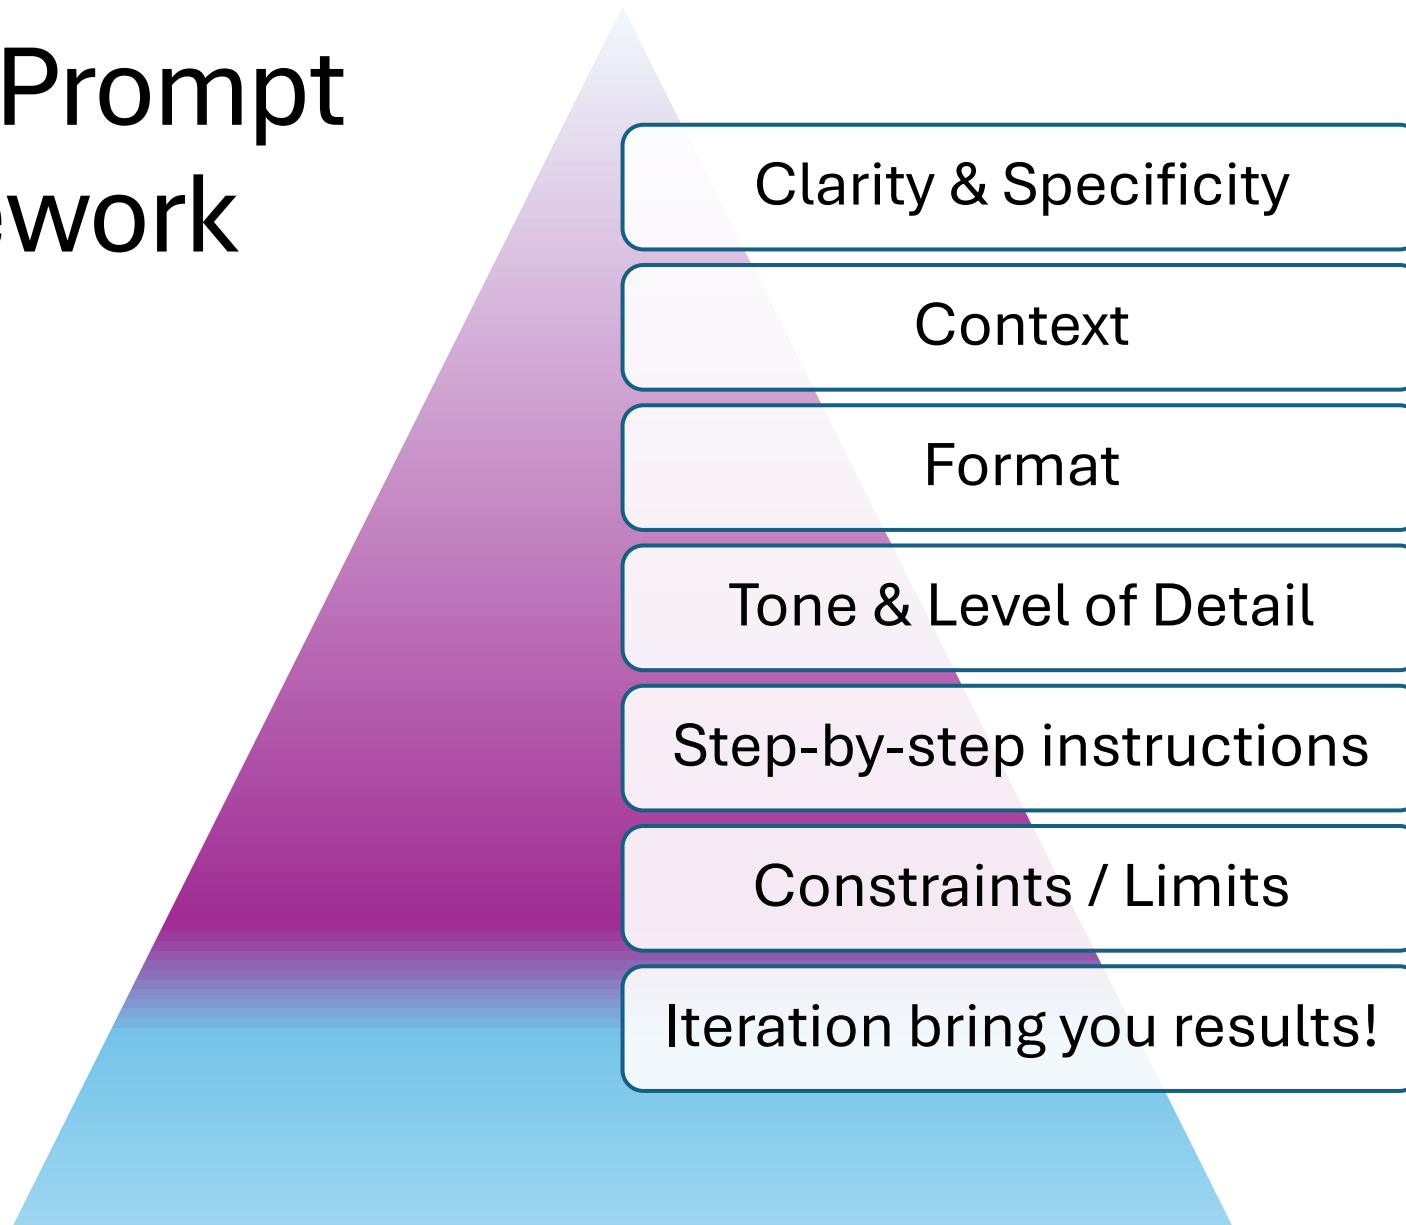 Prompt
ework
Clarity & Specificity
Context
Format
Tone & Level of Detail
Step-by-step instructions
Constraints / Limits
Iteration bring you results!